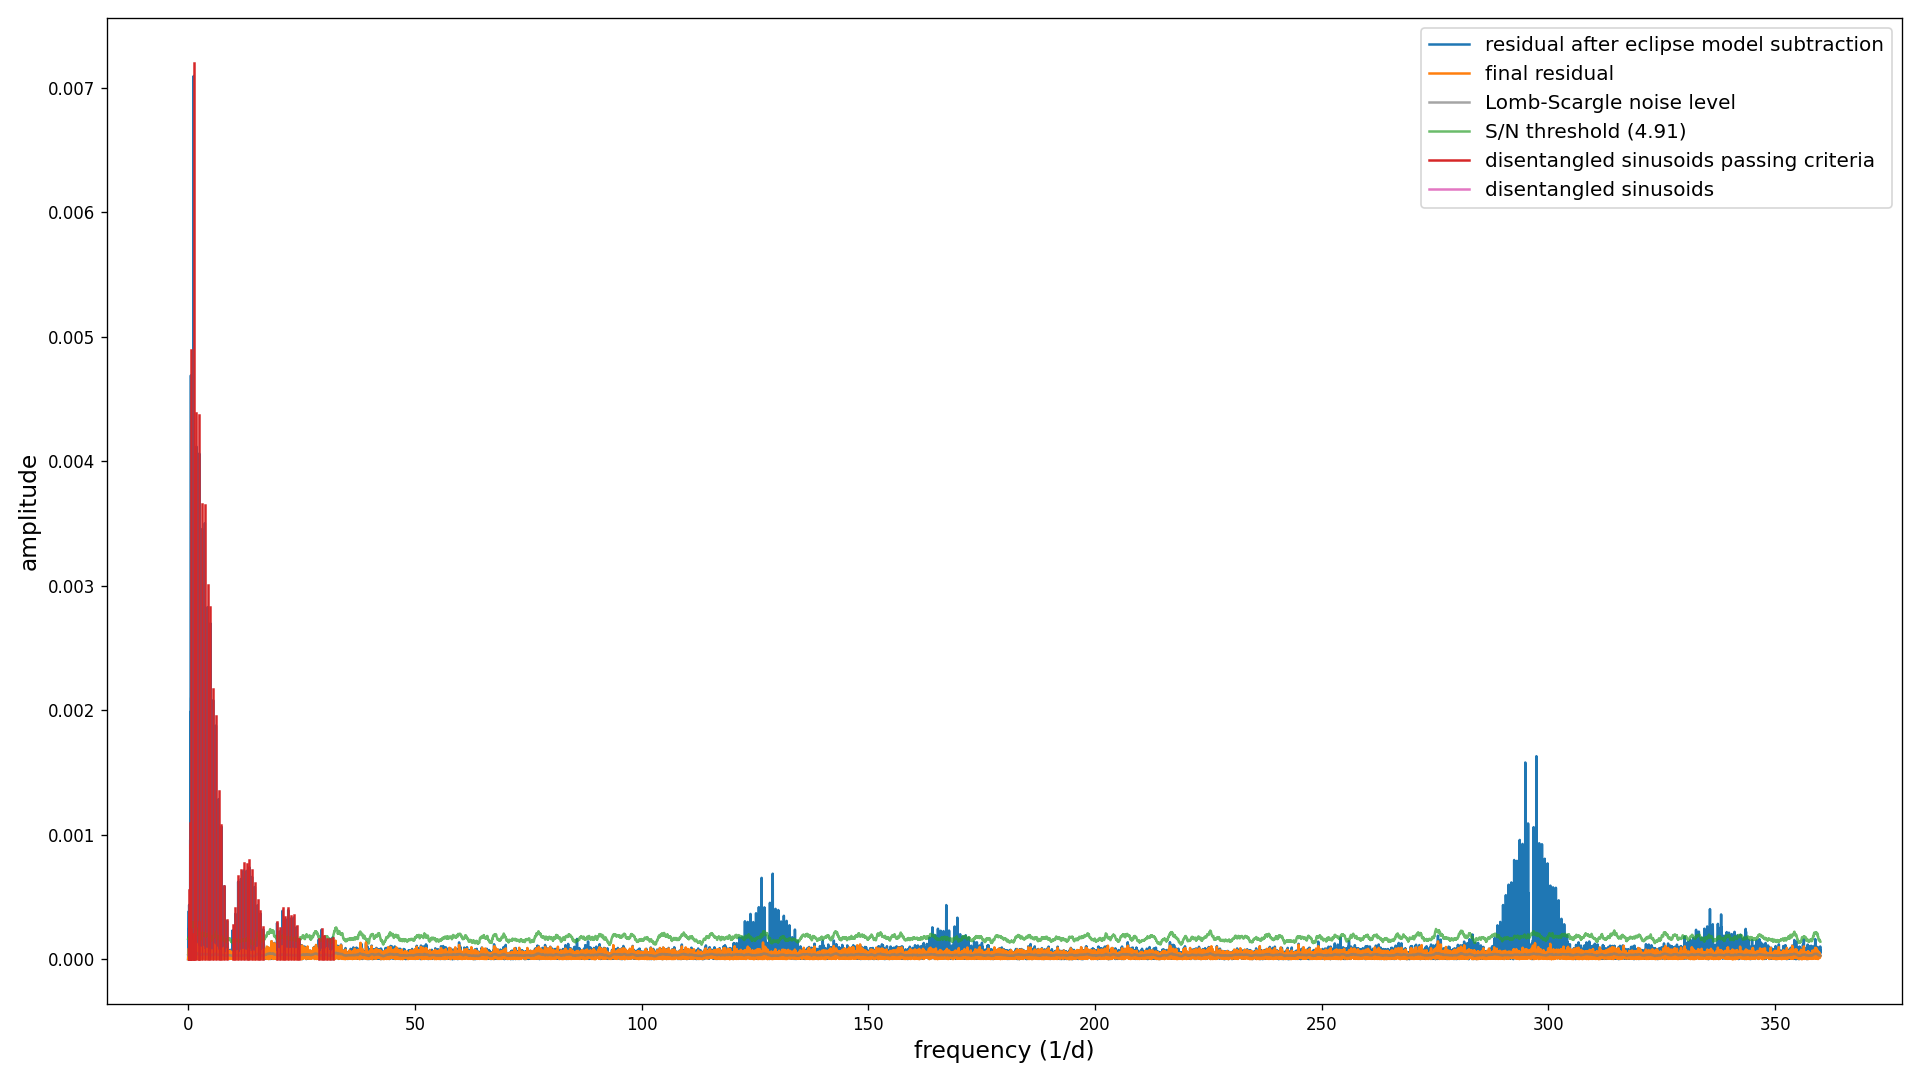 residual after eclipse model subtraction
final residual
Lomb-Scargle noise level
S/N threshold (4.91)
disentangled sinusoids passing criteria
disentangled sinusoids
0.007
0.006
0.005
0.004
0.003
0.002
0.001
0.000
amplitude
0 50 100 150 200 250 300 350
frequency (1/d)